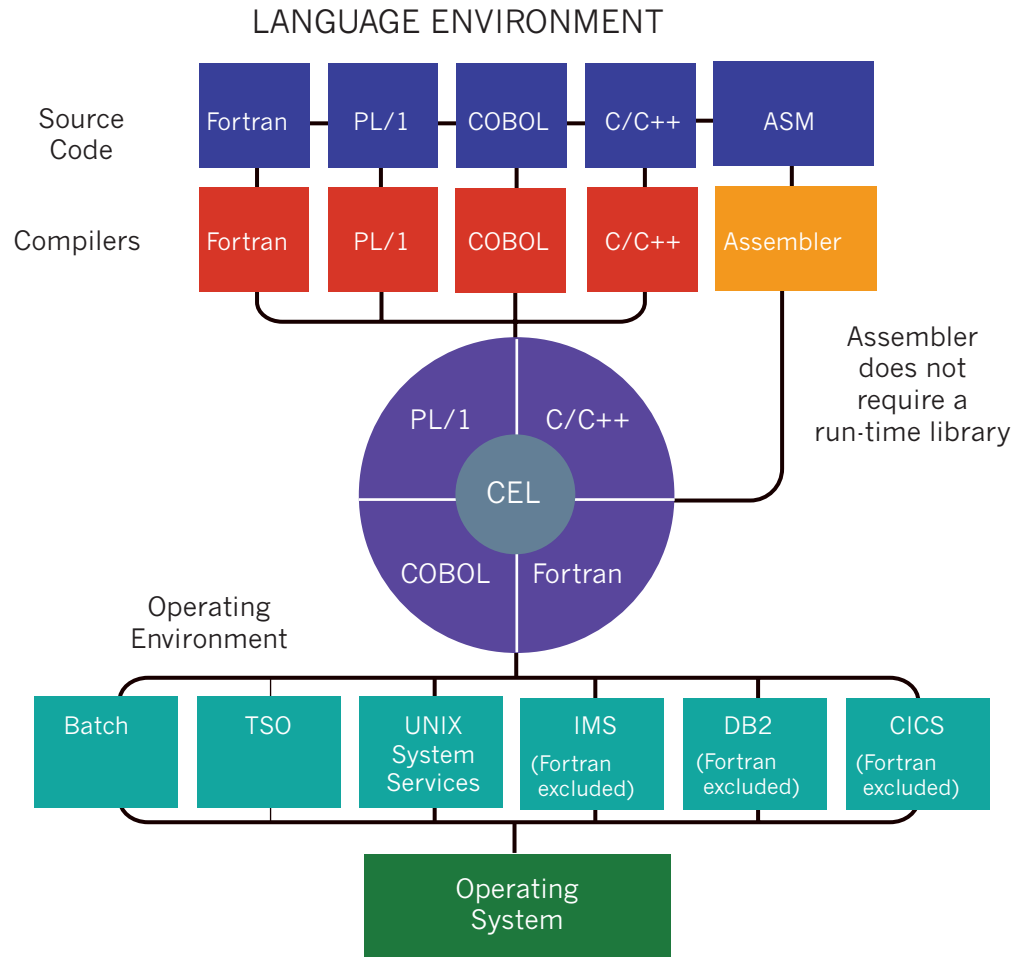 LANGUAGE ENVIRONMENT
Source
Code
Fortran
PL/1
COBOL
C/C++
ASM
Compilers
Fortran
PL/1
COBOL
C/C++
Assembler
Assembler
does not
require a
run-time library
PL/1
C/C++
CEL
COBOL
Fortran
Operating
Environment
Batch
TSO
UNIX
System
Services
IMS
(Fortran
excluded)
DB2
(Fortran
excluded)
CICS
(Fortran
excluded)
Operating
System